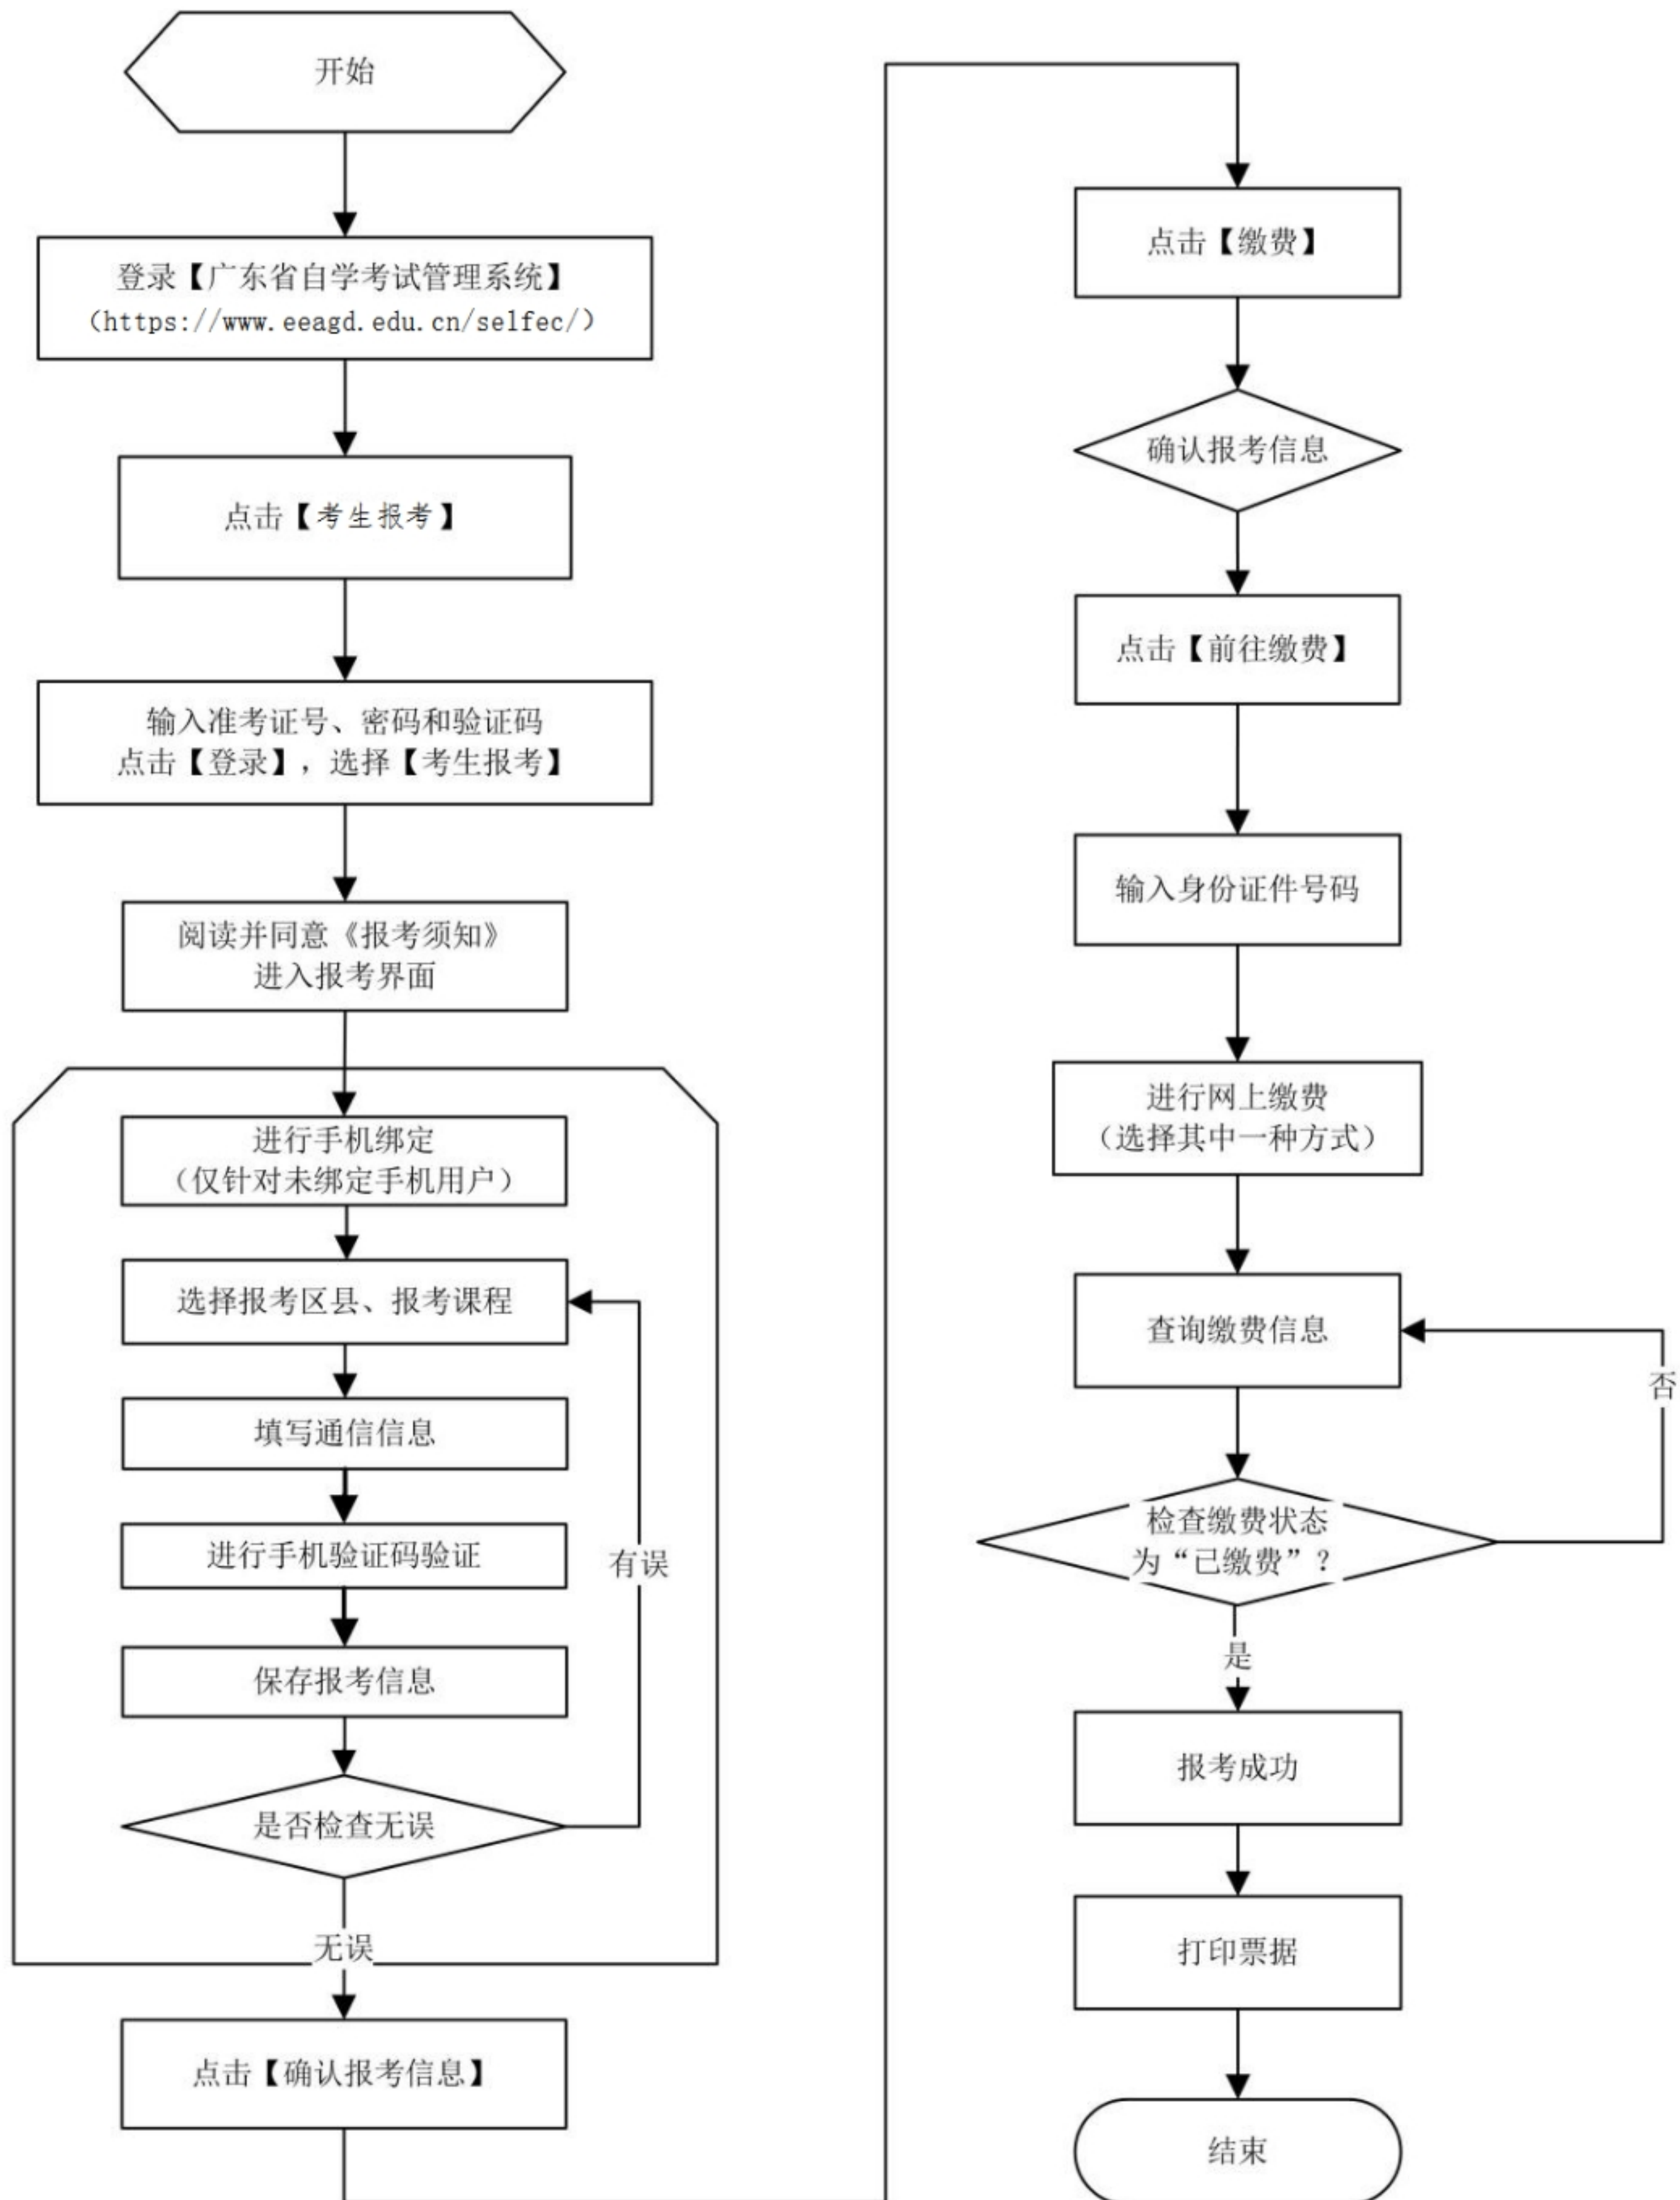 开始
登录【广东省自学考试管理系统】
（https://www.eeagd.edu.cn/selfec/）
点击【考生报考】
输入准考证号、密码和验证码
点击【登录】，选择【考生报考】
阅读并同意《报考须知》
进入报考界面
进行手机绑定
（仅针对未绑定手机用户）
选择报考区县、报考课程
填写通信信息
进行手机验证码验证
有误
保存报考信息
是否检查无误
无误
点击【确认报考信息】
点击【缴费】
确认报考信息
点击【前往缴费】
输入身份证件号码
进行网上缴费
（选择其中一种方式）
查询缴费信息
否
检查缴费状态
为“已缴费”？
是
报考成功
打印票据
结束